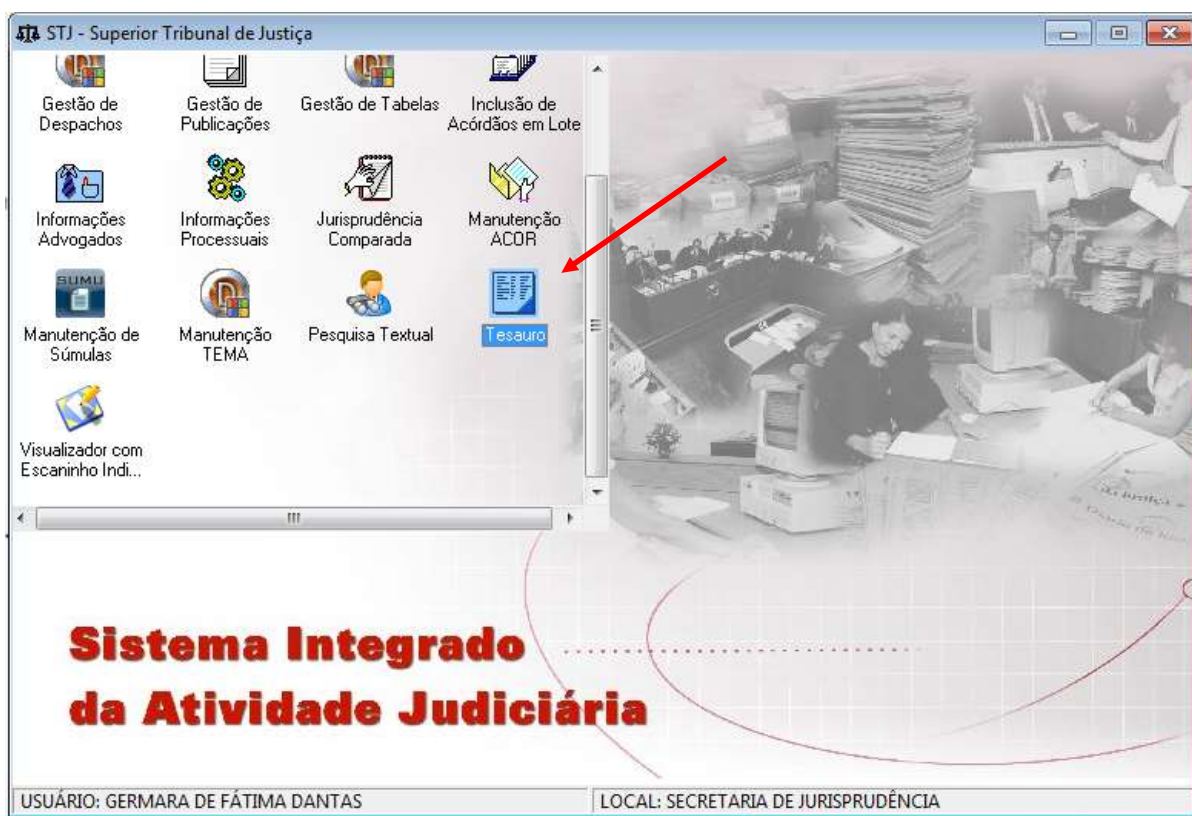 STJ - Superior Tribunal de Justiça
Gestão de
Despachos
Gestão de
Publicações
Gestão de Tabelas
Inclusão de
Acórdãos em Lote
Informações
Advogados
Informações
Processuais
Jurisprudência
Comparada
Manutenção
ACOR
SUMU
Manutenção de
Súmulas
Manutenção
TEMA
Pesquisa Textual
Tesauro
Visualizador com
Escaninho Indi...
Sistema Integrado
da Atividade Judiciária
USUÁRIO: GERMARA DE FÁTIMA DANTAS
LOCAL: SECRETARIA DE JURISPRUDÊNCIA